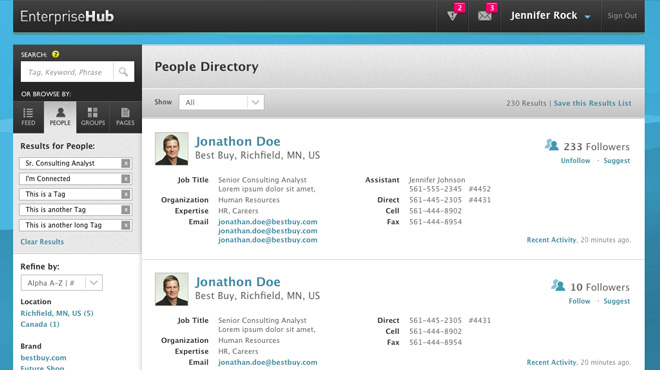 EnterpriseHub
2
3
Jennifer Rock
Sign Out
SEARCH: ?
Tag, Keyword, Phrase
OR BROWSE BY:
FEED
PEOPLE
GROUPS
PAGES
Results for People:
Sr. Consulting Analyst x
I'm Connected x
This is a Tag x
This is another Tag x
This is another long Tag x
Clear Results
Refine by:
Alpha A-Z | #
Location
Richfield, MN, US (5)
Canada (1)
Brand
bestbuy.com
Future Shop
People Directory
Show All
230 Results | Save this Results List
Jonathon Doe
Best Buy, Richfield, MN, US
233 Followers
Unfollow · Suggest
Job Title Senior Consulting Analyst
Lorem ipsum dolor sit amet,
Organization Human Resources
Expertise HR, Careers
Email jonathan.doe@bestbuy.com
jonathan.doe@bestbuy.com
jonathan.doe@bestbuy.com
Assistant Jennifer Johnson
561-555-2345 #4452
Direct 561-445-2305 #4431
Cell 561-444-8902
Fax 561-444-8954
Recent Activity, 20 minutes ago.
Jonathon Doe
Best Buy, Richfield, MN, US
10 Followers
Follow · Suggest
Job Title Senior Consulting Analyst
Lorem ipsum dolor sit amet,
Organization Human Resources
Expertise HR, Careers
Email jonathan.doe@bestbuy.com
Direct 561-445-2305 #4431
Cell 561-444-8902
Fax 561-444-8954
Recent Activity, 20 minutes ago.